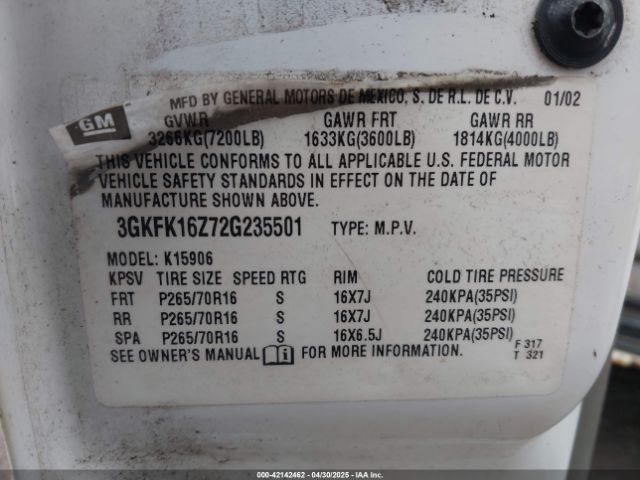 MFD BY GENERAL MOTORS DE MEXICO, S. DE R.L. DE C.V. 01/02
GM
GVWR GAWR FRT GAWR RR
3266KG(7200LB) 1633KG(3600LB) 1814KG(4000LB)
THIS VEHICLE CONFORMS TO ALL APPLICABLE U.S. FEDERAL MOTOR
VEHICLE SAFETY STANDARDS IN EFFECT ON THE DATE OF
MANUFACTURE SHOWN ABOVE.
3GKFK16Z72G235501 TYPE: M.P.V.
MODEL: K15906
KPSV TIRE SIZE SPEED RTG RIM COLD TIRE PRESSURE
FRT P265/70R16 S 16X7J 240KPA(35PSI)
RR P265/70R16 S 16X7J 240KPA(35PSI)
SPA P265/70R16 S 16X6.5J 240KPA(35PSI)
SEE OWNER'S MANUAL FOR MORE INFORMATION.
F 317
T 321
000-42142462 - 04/30/2025 - IAAI.COM